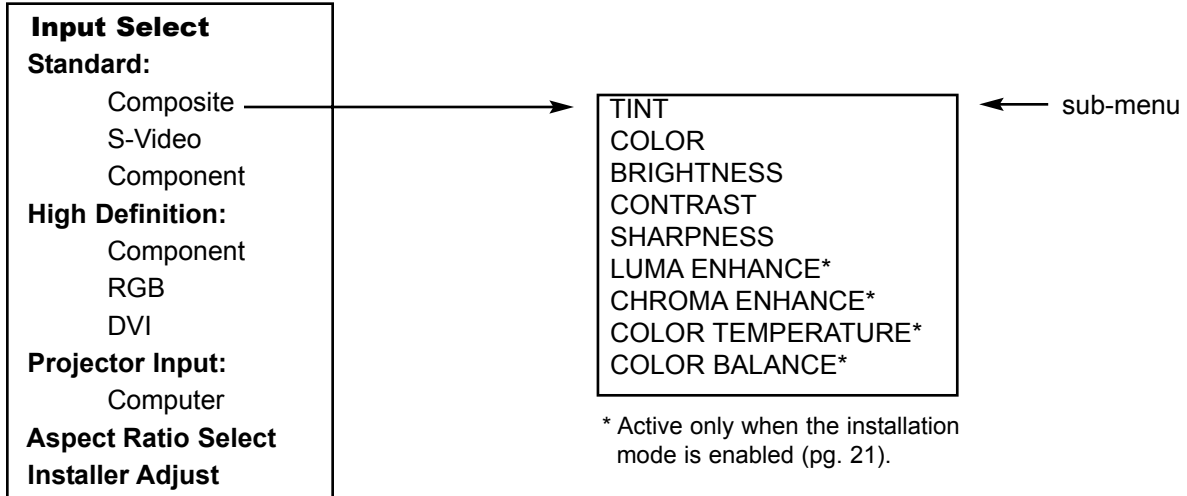 Input Select
Standard:
Composite
S-Video
Component
High Definition:
Component
RGB
DVI
Projector Input:
Computer
Aspect Ratio Select
Installer Adjust
TINT
COLOR
BRIGHTNESS
CONTRAST
SHARPNESS
LUMA ENHANCE*
CHROMA ENHANCE*
COLOR TEMPERATURE*
COLOR BALANCE*
sub-menu
* Active only when the installation
mode is enabled (pg. 21).